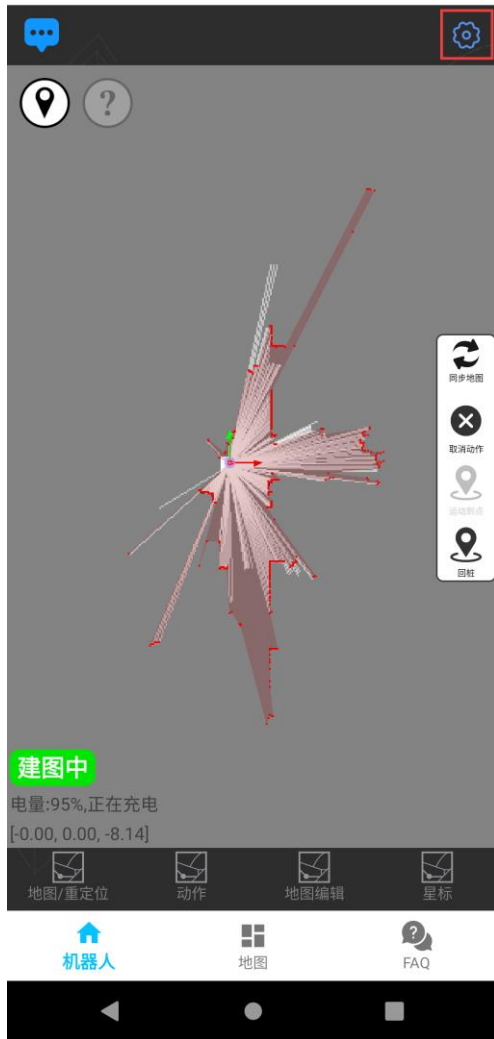 ?
同步地图
取消动作
运动到点
回桩
建图中
电量:95%,正在充电
[-0.00, 0.00, -8.14]
地图/重定位 动作 地图编辑 星标
机器人 地图 FAQ